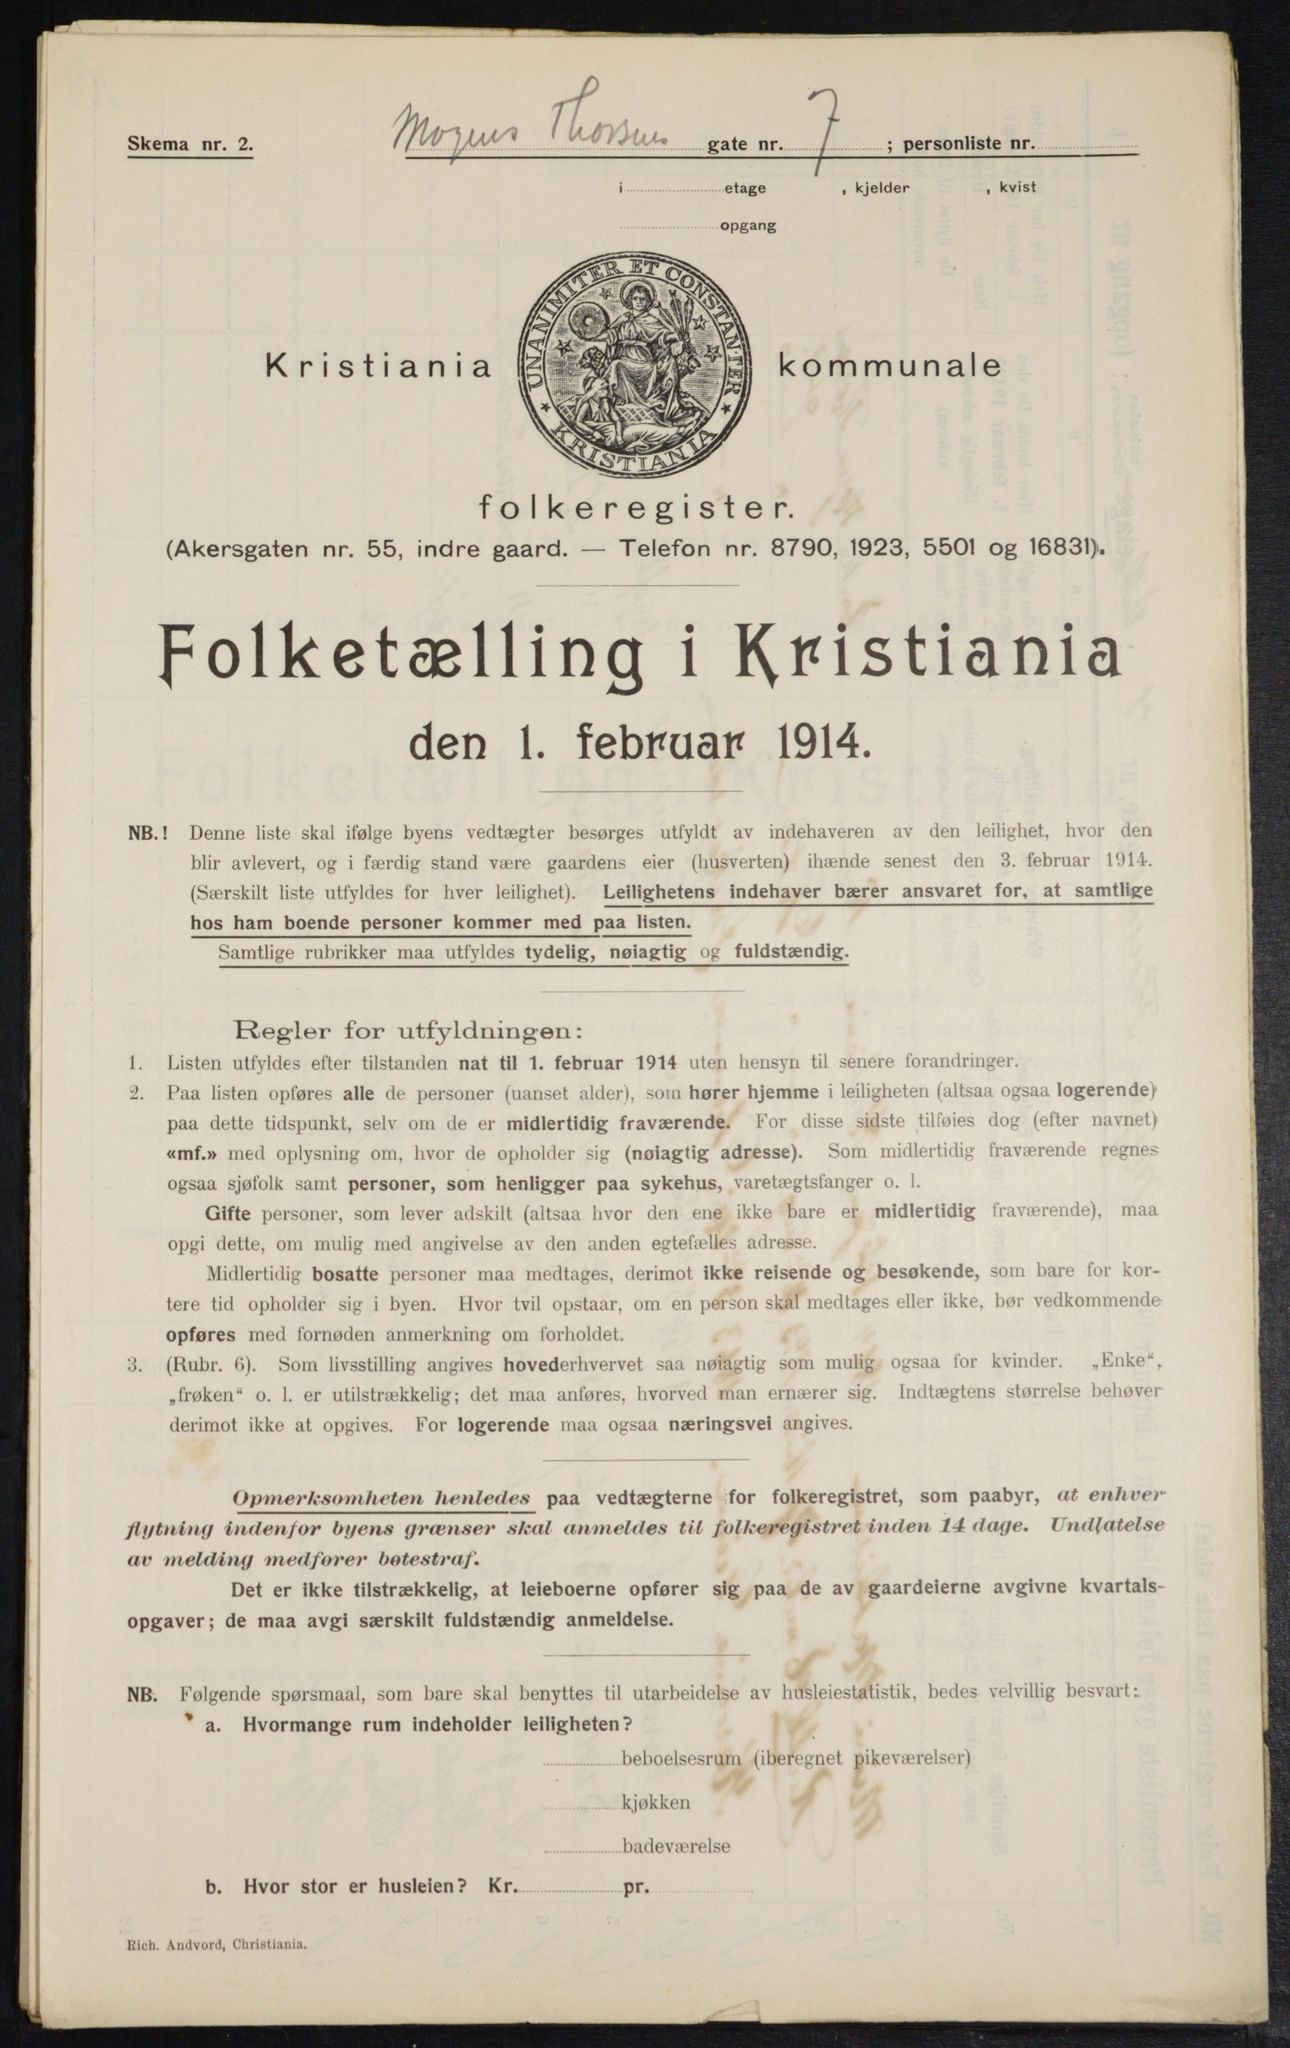 Skema nr. 2. Mogens Thorsens gate nr. 7 ; personliste nr.
i etage , kjelder , kvist
opgang
UNANIMITER ET CONSTANTER
KRISTIANIA
Kristiania kommunale
folkeregister.
(Akersgaten nr. 55, indre gaard. — Telefon nr. 8790, 1923, 5501 og 16831).
Folketælling i Kristiania
den 1. februar 1914.
NB.! Denne liste skal ifølge byens vedtægter besørges utfyldt av indehaveren av den leilighet, hvor den
blir avlevert, og i færdig stand være gaardens eier (husverten) ihænde senest den 3. februar 1914.
(Særskilt liste utfyldes for hver leilighet). Leilighetens indehaver bærer ansvaret for, at samtlige
hos ham boende personer kommer med paa listen.
Samtlige rubrikker maa utfyldes tydelig, nøiagtig og fuldstændig.
Regler for utfyldningen:
1. Listen utfyldes efter tilstanden nat til 1. februar 1914 uten hensyn til senere forandringer.
2. Paa listen opføres alle de personer (uanset alder), som hører hjemme i leiligheten (altsaa ogsaa logerende)
paa dette tidspunkt, selv om de er midlertidig fraværende. For disse sidste tilføies dog (efter navnet)
«mf.» med oplysning om, hvor de opholder sig (nøiagtig adresse). Som midlertidig fraværende regnes
ogsaa sjøfolk samt personer, som henligger paa sykehus, varetægtsfanger o. l.
Gifte personer, som lever adskilt (altsaa hvor den ene ikke bare er midlertidig fraværende), maa
opgi dette, om mulig med angivelse av den anden egtefælles adresse.
Midlertidig bosatte personer maa medtages, derimot ikke reisende og besøkende, som bare for kor-
tere tid opholder sig i byen. Hvor tvil opstaar, om en person skal medtages eller ikke, bør vedkommende
opføres med fornøden anmerkning om forholdet.
3. (Rubr. 6). Som livsstilling angives hovederhvervet saa nøiagtig som mulig ogsaa for kvinder. „Enke“,
„frøken“ o. l. er utilstrækkelig; det maa anføres, hvorved man ernærer sig. Indtægtens størrelse behøver
derimot ikke at opgives. For logerende maa ogsaa næringsvei angives.
Opmerksomheten henledes paa vedtægterne for folkeregistret, som paabyr, at enhver
flytning indenfor byens grænser skal anmeldes til folkeregistret inden 14 dage. Undlatelse
av melding medfører bøtestraf.
Det er ikke tilstrækkelig, at leieboerne opfører sig paa de av gaardeierne avgivne kvartals-
opgaver; de maa avgi særskilt fuldstændig anmeldelse.
NB. Følgende spørsmaal, som bare skal benyttes til utarbeidelse av husleiestatistik, bedes velvillig besvart:
a. Hvormange rum indeholder leiligheten?
beboelsesrum (iberegnet pikeværelser)
kjøkken
badeværelse
b. Hvor stor er husleien? Kr. pr.
Rich. Andvord, Christiania.